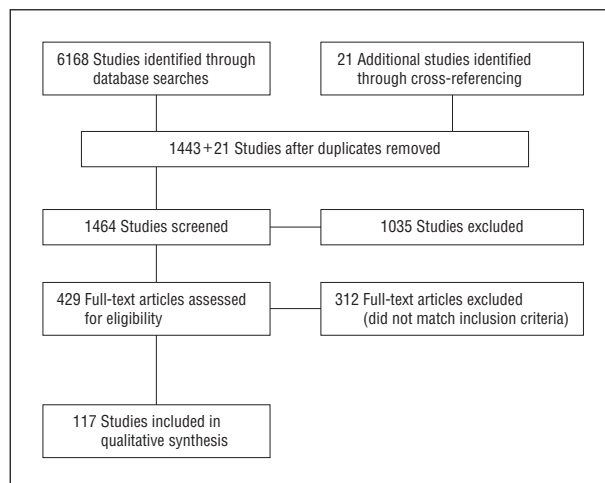 6168 Studies identified through
database searches
21 Additional studies identified
through cross-referencing
1443+21 Studies after duplicates removed
1464 Studies screened
1035 Studies excluded
429 Full-text articles assessed
for eligibility
312 Full-text articles excluded
(did not match inclusion criteria)
117 Studies included in
qualitative synthesis